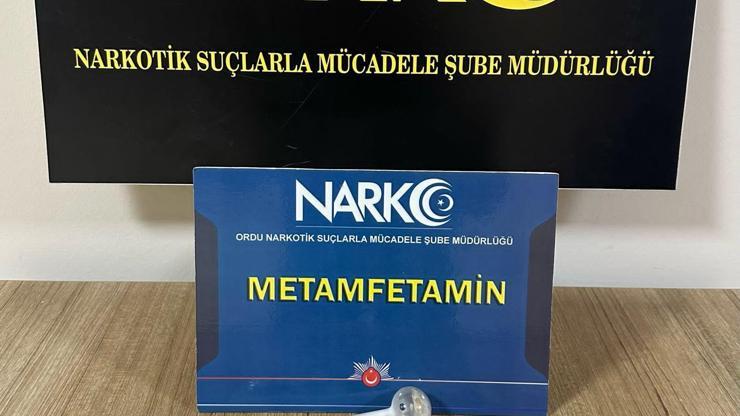 NARKOTİK SUÇLARLA MÜCADELE ŞUBE MÜDÜRLÜĞÜ
NARKO
ORDU NARKOTİK SUÇLARLA MÜCADELE ŞUBE MÜDÜRLÜĞÜ
METAMFETAMİN